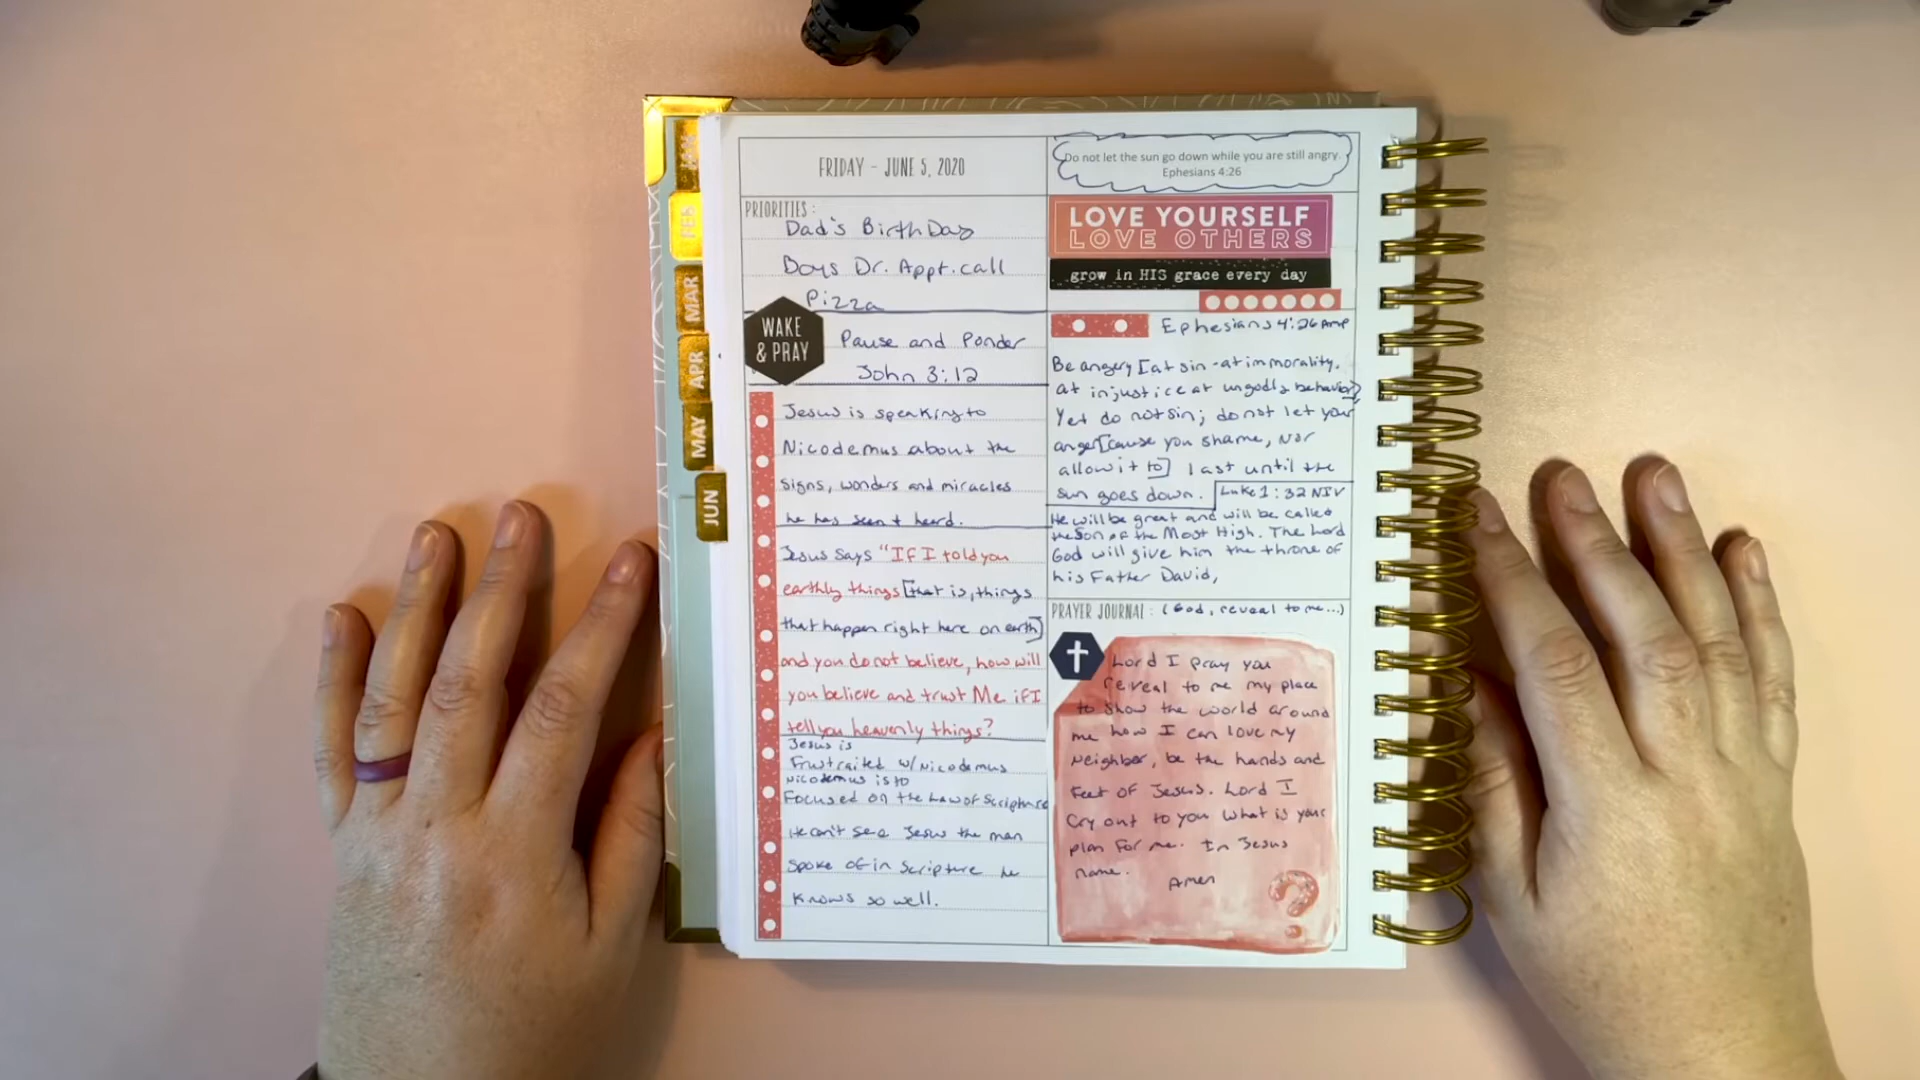 JAN
FEB
MAR
APR
MAY
JUN
FRIDAY - JUNE 5, 2020
PRIORITIES:
Dad's BirthDay
Boys Dr. Appt. call
Pizza
WAKE
& PRAY
Pause and Ponder
John 3:12
Jesus is speaking to
Nicodemus about the
signs, wonders and miracles
he has seen + heard.
Jesus says "If I told you
earthly things [that is, things
that happen right here on earth]
and you do not believe, how will
you believe and trust Me if I
tell you heavenly things?
Jesus is
Frustraited w/ Nicodemus
Nicodemus is to
Focused on the Law of Scripture
He can't see Jesus the man
spoke of in Scripture he
knows so well.
Do not let the sun go down while you are still angry.
Ephesians 4:26
LOVE YOURSELF
LOVE OTHERS
grow in HIS grace every day
Ephesians 4:26 AMP
Be angery [at sin - at immorality,
at injustice at ungodly behavior],
Yet do not sin; do not let your
anger [cause you shame, nor
allow it to] last until the
sun goes down.
Luke 1:32 NIV
He will be great and will be called
the Son of the Most High. The Lord
God will give him the throne of
his Father David,
PRAYER JOURNAL: (God, reveal to me...)
Lord I pray you
reveal to me my place
to show the world around
me how I can love my
Neighbor, be the hands and
feet of Jesus. Lord I
Cry out to you what is your
plan for me. In Jesus
name.
Amen
?